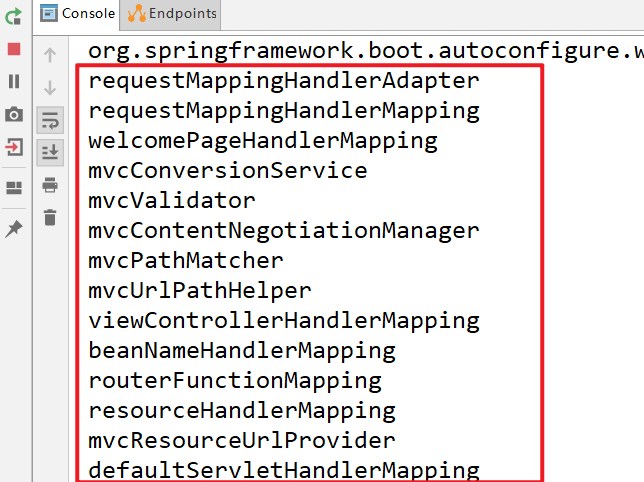 Console Endpoints
org.springframework.boot.autoconfigure.w
requestMappingHandlerAdapter
requestMappingHandlerMapping
welcomePageHandlerMapping
mvcConversionService
mvcValidator
mvcContentNegotiationManager
mvcPathMatcher
mvcUrlPathHelper
viewControllerHandlerMapping
beanNameHandlerMapping
routerFunctionMapping
resourceHandlerMapping
mvcResourceUrlProvider
defaultServletHandlerMapping